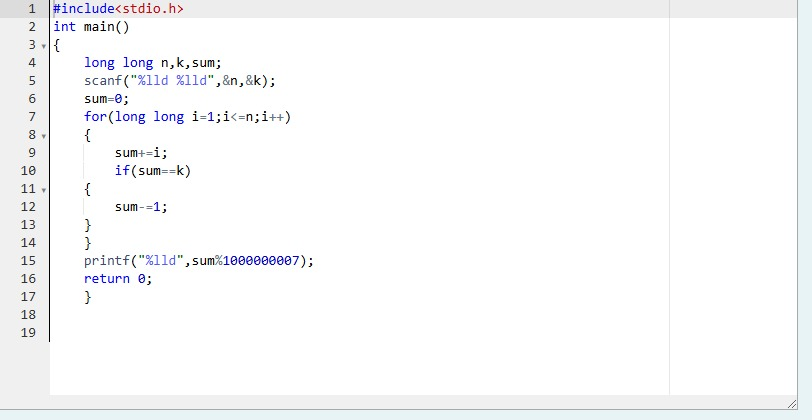 1 #include<stdio.h>
2 int main()
3 {
4 long long n,k,sum;
5 scanf("%lld %lld",&n,&k);
6 sum=0;
7 for(long long i=1;i<=n;i++)
8 {
9 sum+=i;
10 if(sum==k)
11 {
12 sum-=1;
13 }
14 }
15 printf("%lld",sum%1000000007);
16 return 0;
17 }
18
19